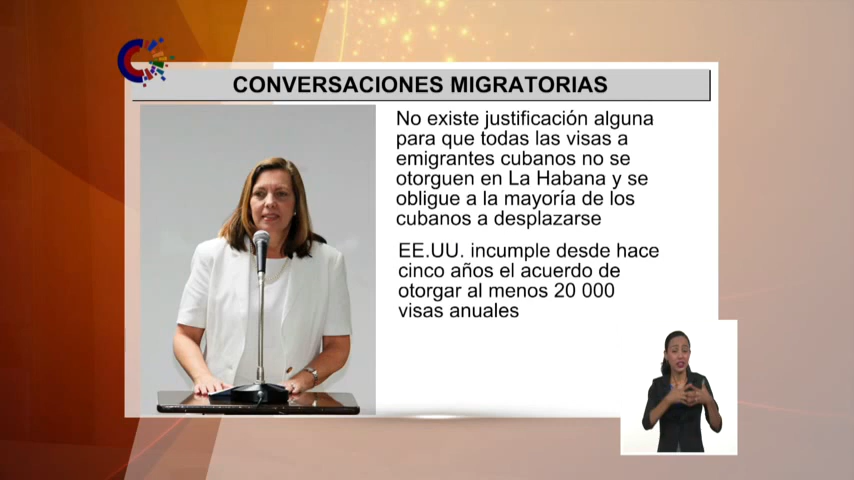 CONVERSACIONES MIGRATORIAS
No existe justificación alguna
para que todas las visas a
emigrantes cubanos no se
otorguen en La Habana y se
obligue a la mayoría de los
cubanos a desplazarse
EE.UU. incumple desde hace
cinco años el acuerdo de
otorgar al menos 20 000
visas anuales